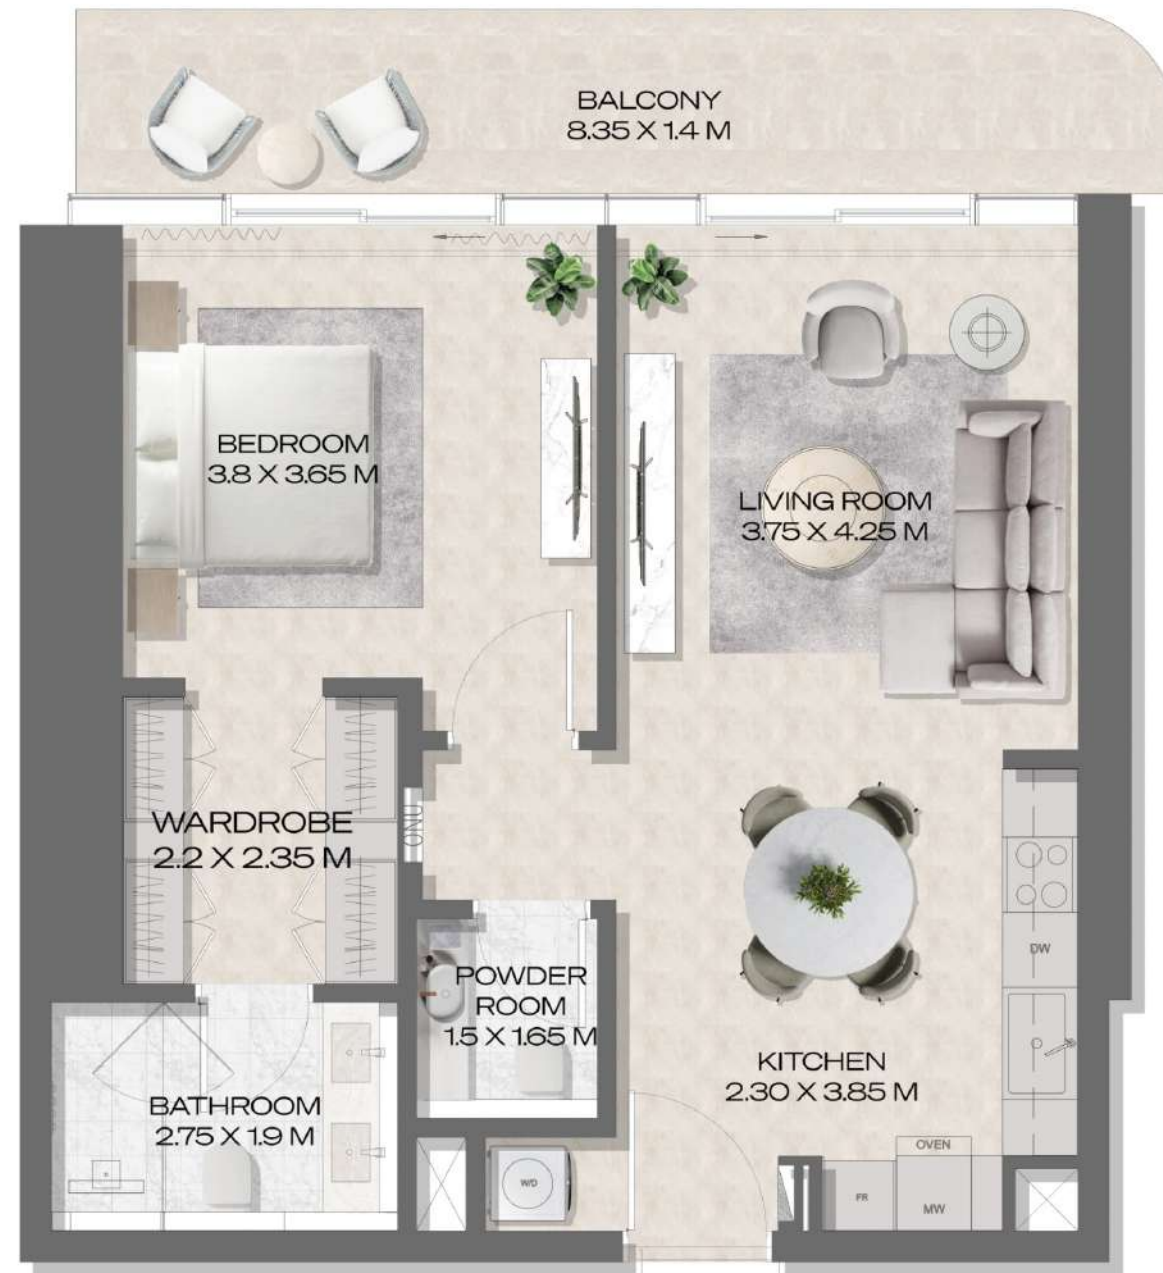 BALCONY
8.35 X 1.4 M
BEDROOM
3.8 X 3.65 M
LIVING ROOM
3.75 X 4.25 M
WARDROBE
2.2 X 2.35 M
ONU
DW
POWDER
ROOM
1.5 X 1.65 M
KITCHEN
2.30 X 3.85 M
BATHROOM
2.75 X 1.9 M
OVEN
W/D
FR
MW